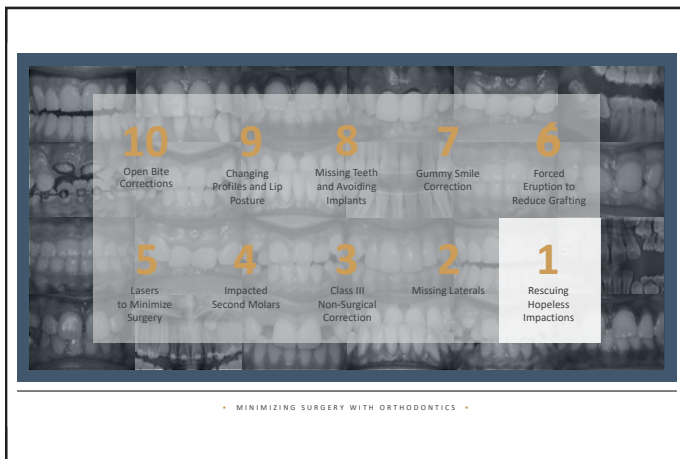 10
Open Bite
Corrections
9
Changing
Profiles and Lip
Posture
8
Missing Teeth
and Avoiding
Implants
7
Gummy Smile
Correction
6
Forced
Eruption to
Reduce Grafting
5
Lasers
to Minimize
Surgery
4
Impacted
Second Molars
3
Class III
Non-Surgical
Correction
2
Missing Laterals
1
Rescuing
Hopeless
Impactions
• MINIMIZING SURGERY WITH ORTHODONTICS •